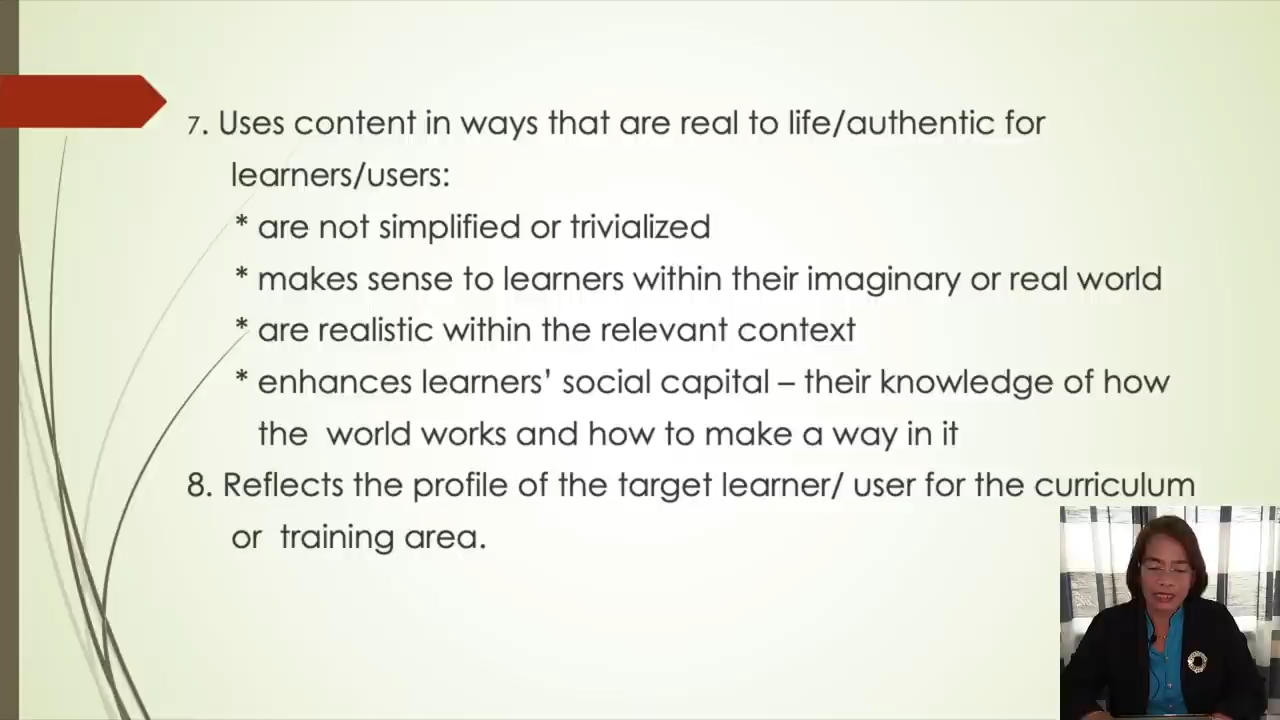 7. Uses content in ways that are real to life/authentic for
learners/users:
* are not simplified or trivialized
* makes sense to learners within their imaginary or real world
* are realistic within the relevant context
* enhances learners’ social capital – their knowledge of how
the world works and how to make a way in it
8. Reflects the profile of the target learner/ user for the curriculum
or training area.